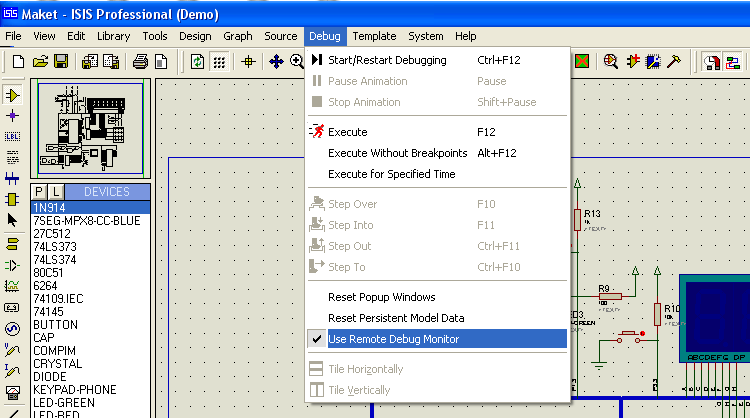 ISIS Maket - ISIS Professional (Demo)
File View Edit Library Tools Design Graph Source Debug Template System Help
Start/Restart Debugging Ctrl+F12
Pause Animation Pause
Stop Animation Shift+Pause
Execute F12
Execute Without Breakpoints Alt+F12
Execute for Specified Time
Step Over F10
Step Into F11
Step Out Ctrl+F11
Step To Ctrl+F10
Reset Popup Windows
Reset Persistent Model Data
Use Remote Debug Monitor
Tile Horizontally
Tile Vertically
LBL
P L DEVICES
1N914
7SEG-MPX8-CC-BLUE
27C512
74LS373
74LS374
80C51
6264
74109.IEC
74145
BUTTON
CAP
COMPIM
CRYSTAL
DIODE
KEYPAD-PHONE
LED-GREEN
LED-RED
R13
R9
R10
ABCDEFG DP